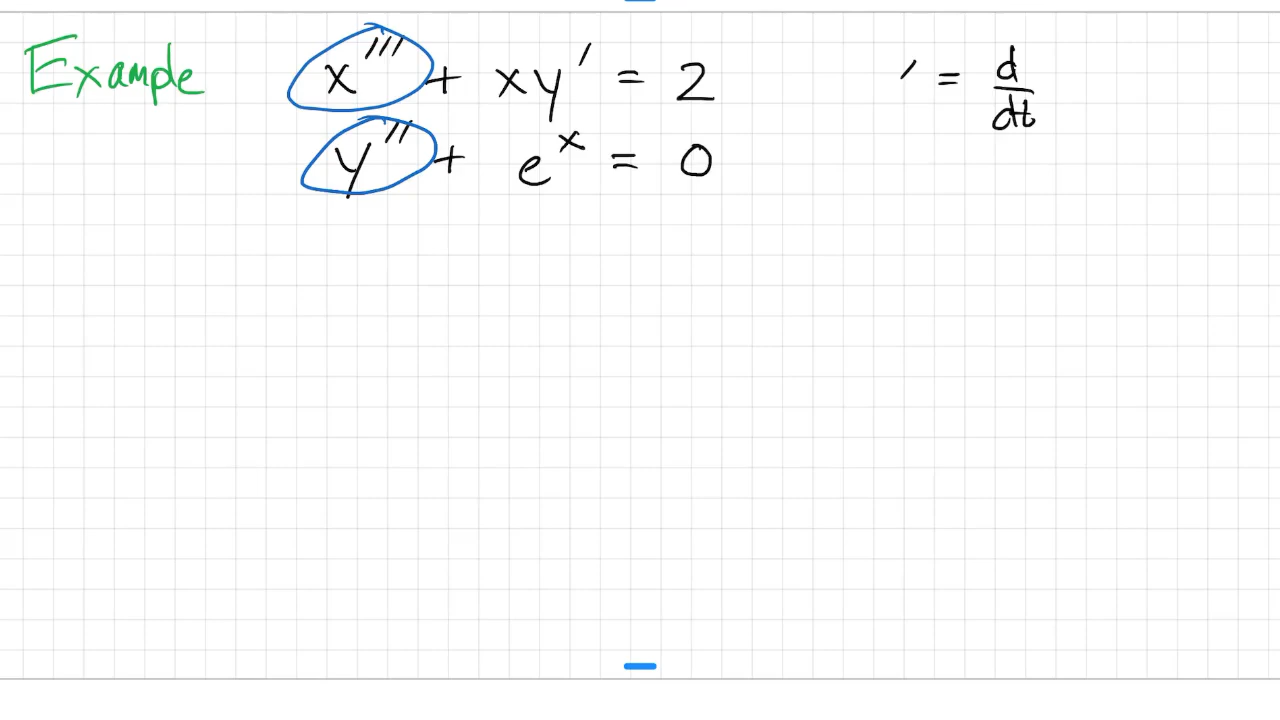 Example x''' + xy' = 2 ' = d/dt
y'' + e^x = 0